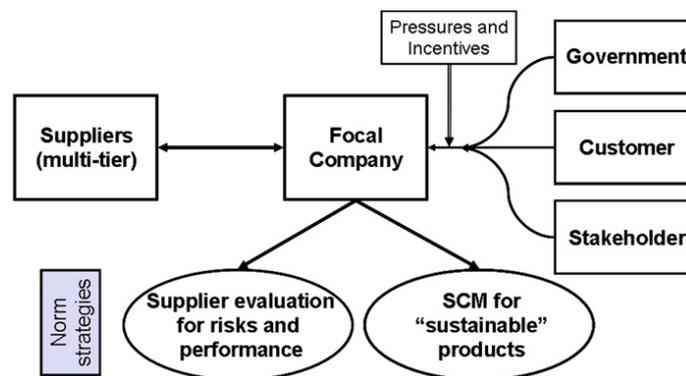 Pressures and
Incentives
Government
Suppliers
(multi-tier)
Focal
Company
Customer
Stakeholder
Norm
strategies
Supplier evaluation
for risks and
performance
SCM for
“sustainable”
products